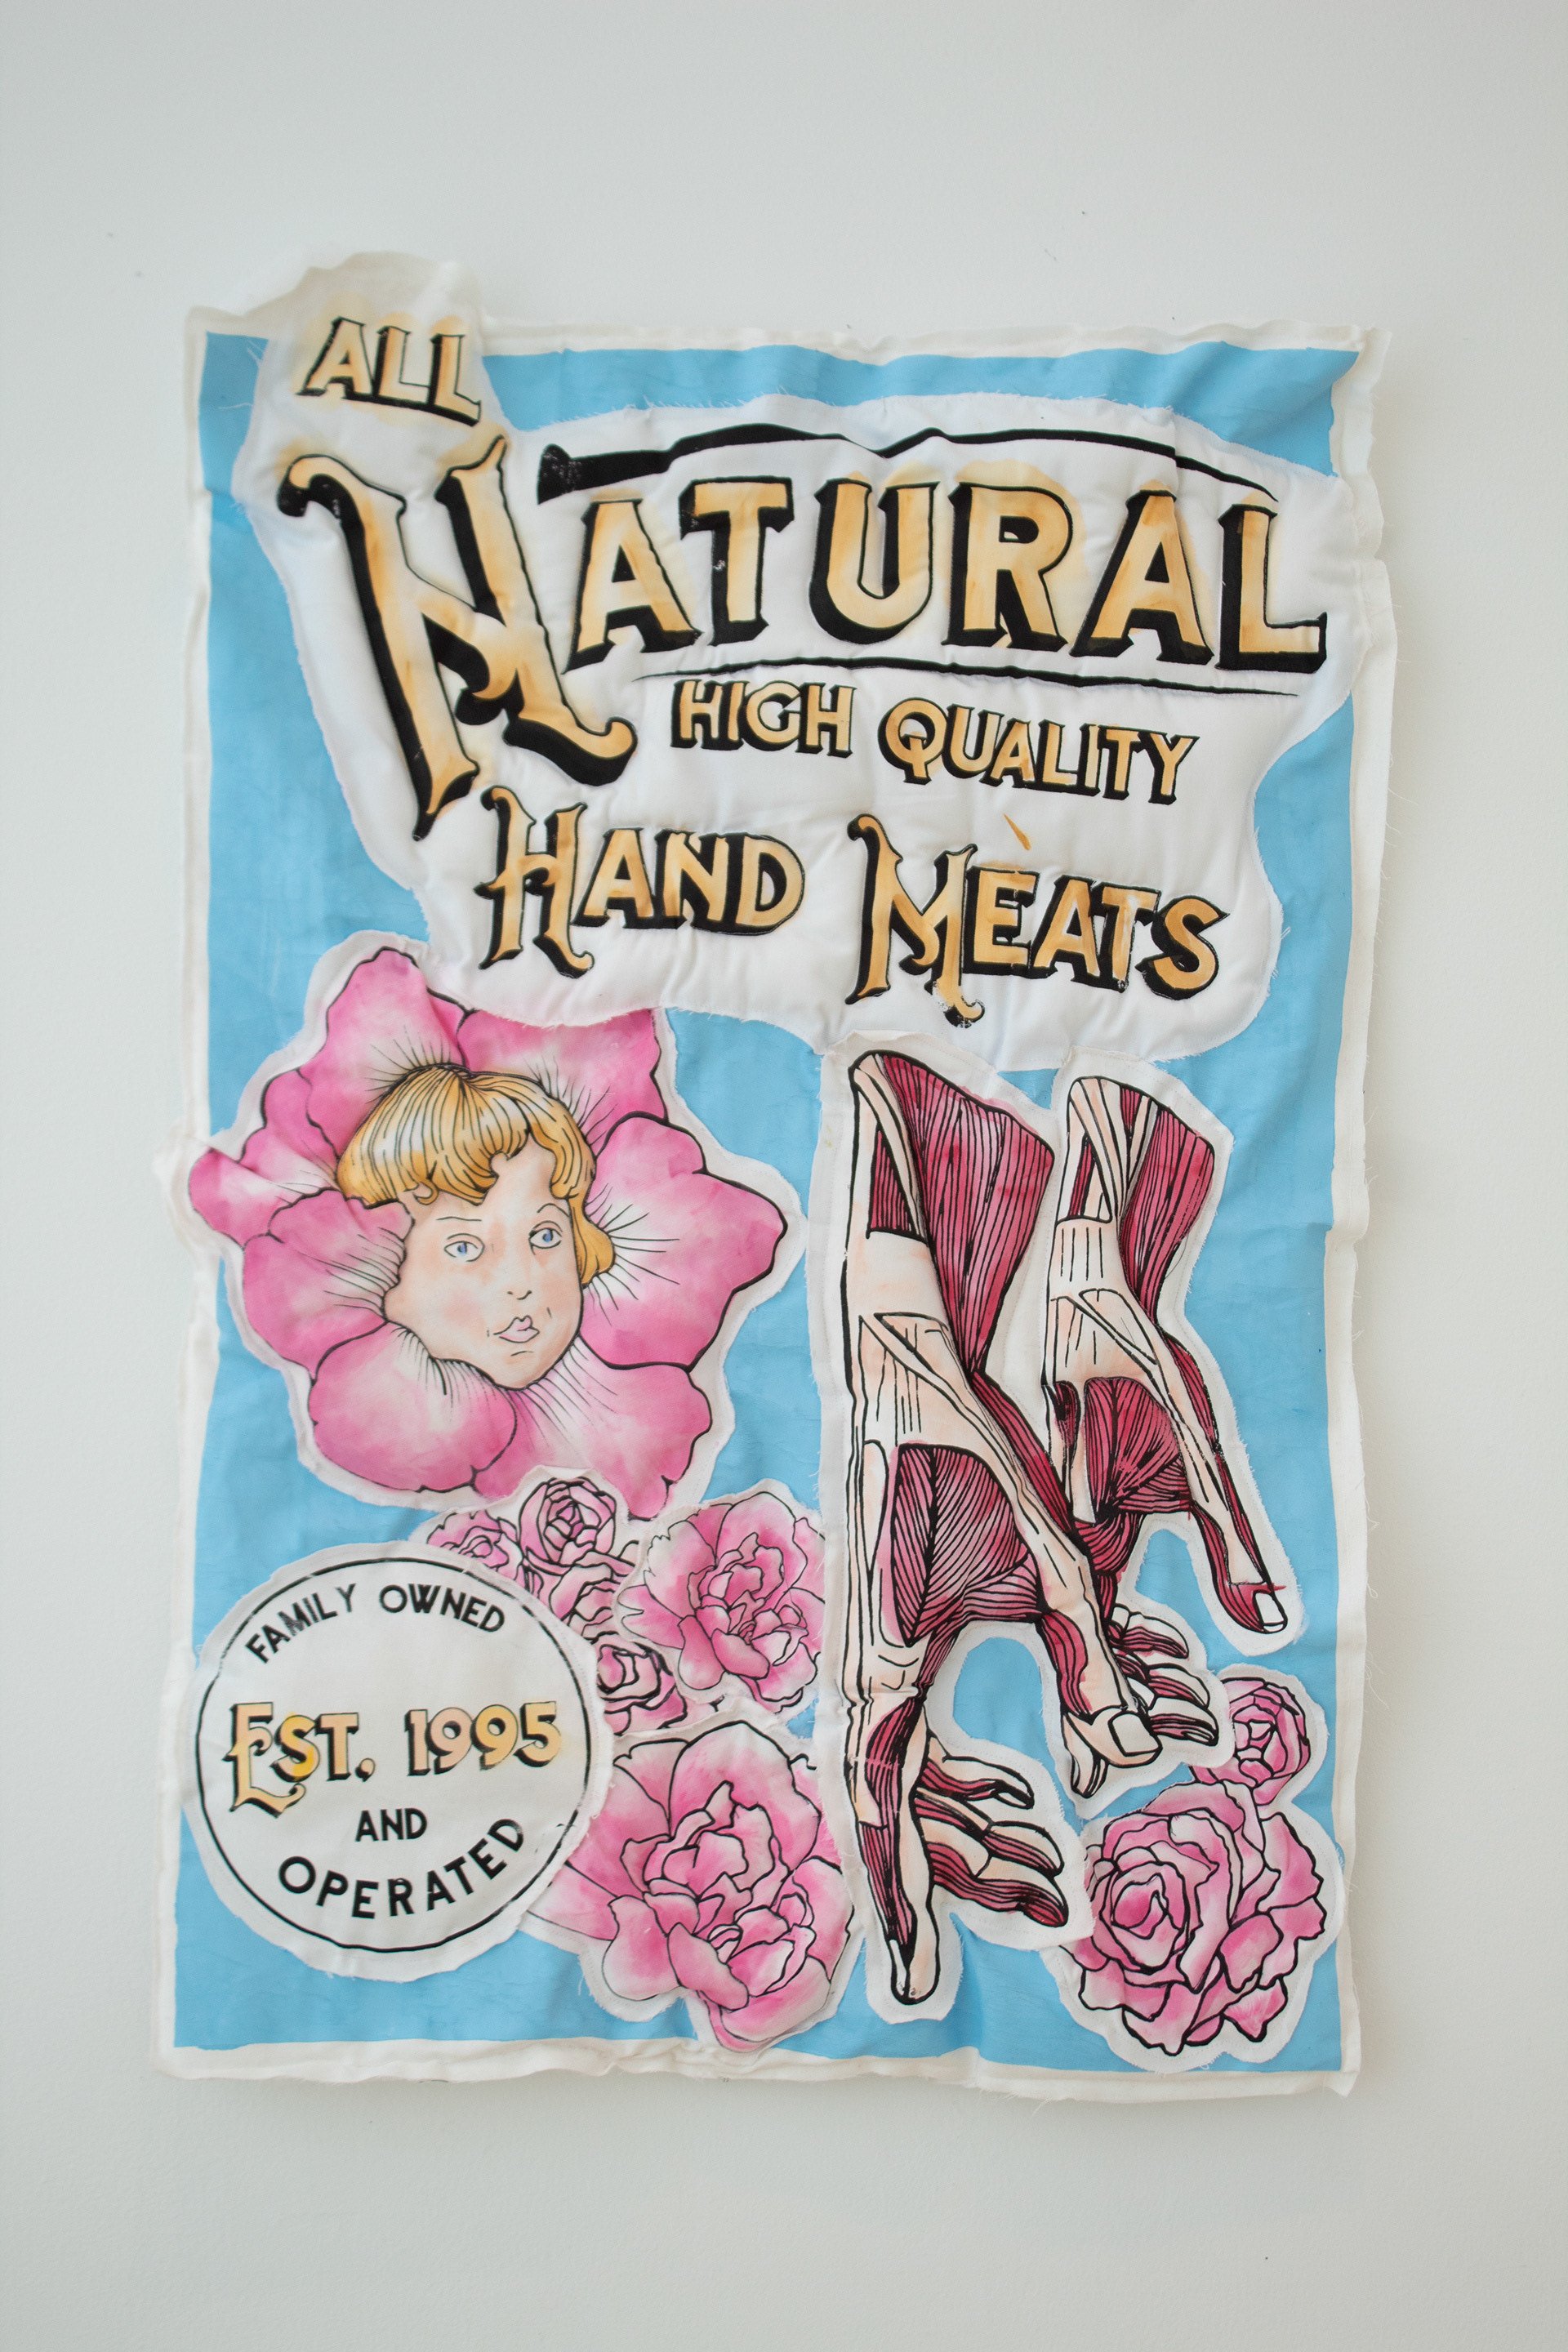 ALL
NATURAL
HIGH QUALITY
HAND MEATS
FAMILY OWNED
EST. 1995
AND
OPERATED